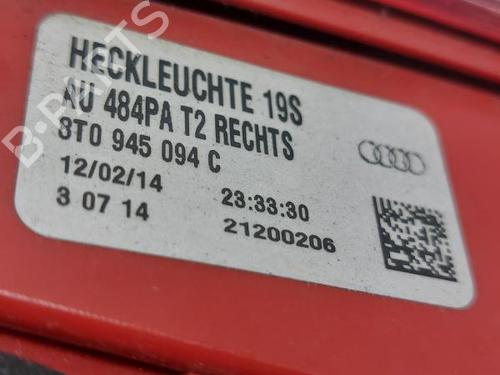 HECKLEUCHTE 19S
AU 484PA T2 RECHTS
8T0 945 094 C
12/02/14 23:33:30
3 07 14 21200206
B-PARTS